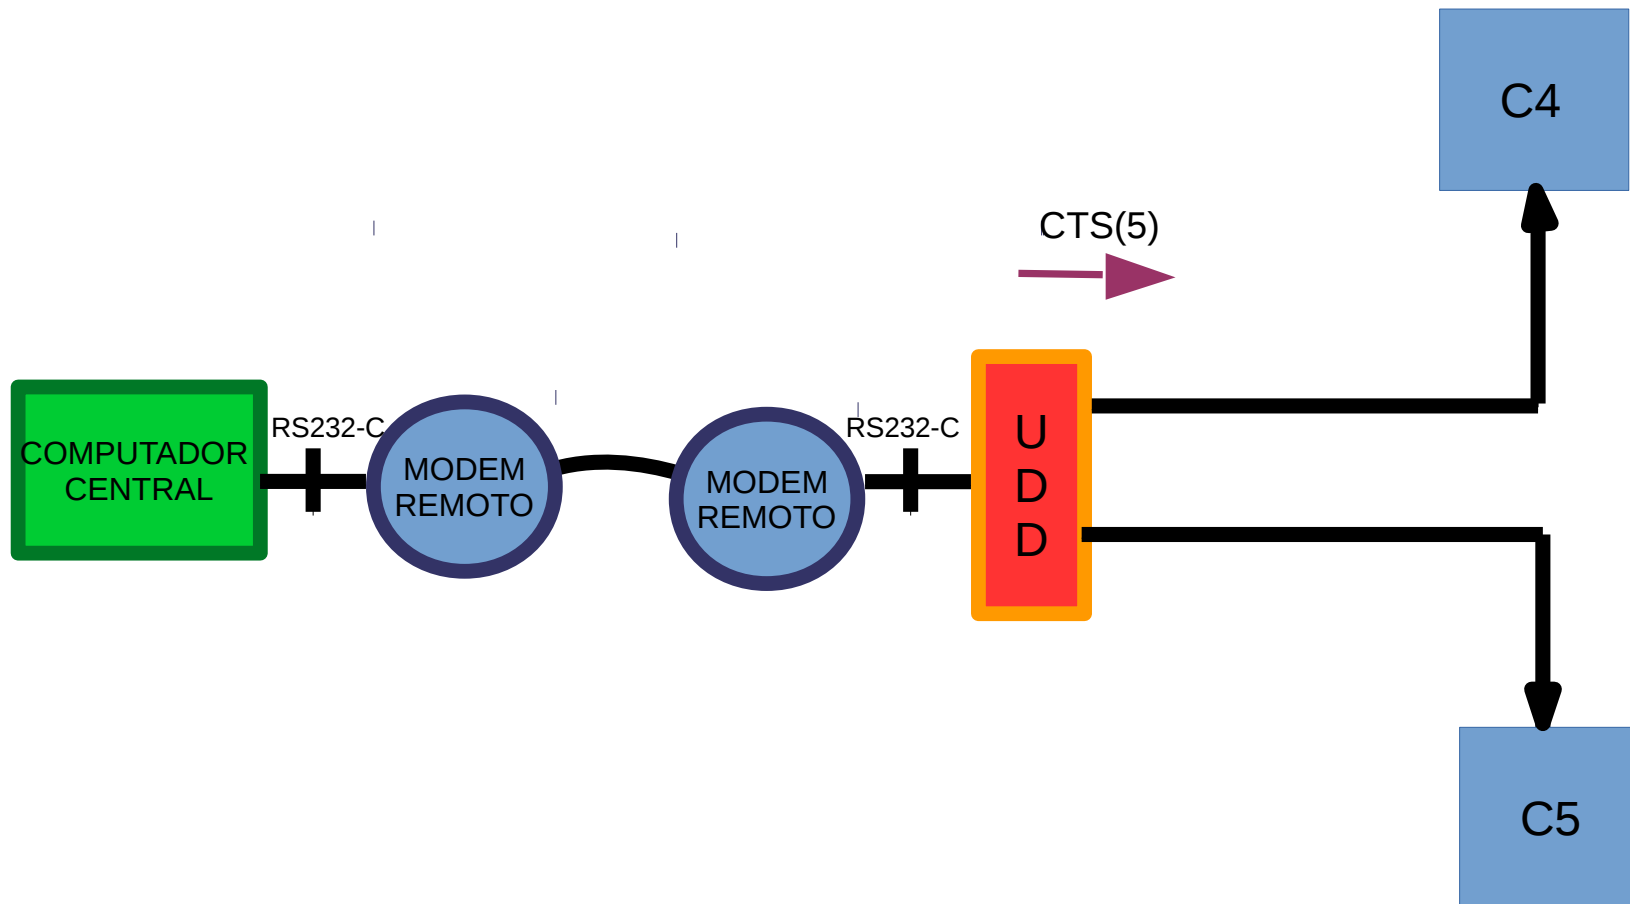 C4
CTS(5)
RS232-C
RS232-C
COMPUTADOR
CENTRAL
MODEM
REMOTO
MODEM
REMOTO
U
D
D
C5